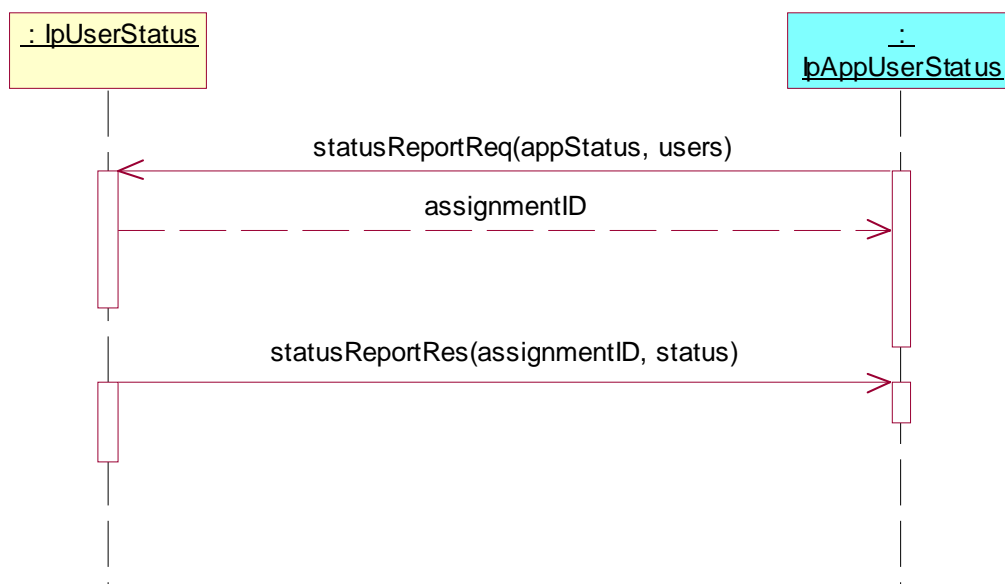 : IpUserStatus
:
IpAppUserStatus
statusReportReq(appStatus, users)
assignmentID
statusReportRes(assignmentID, status)